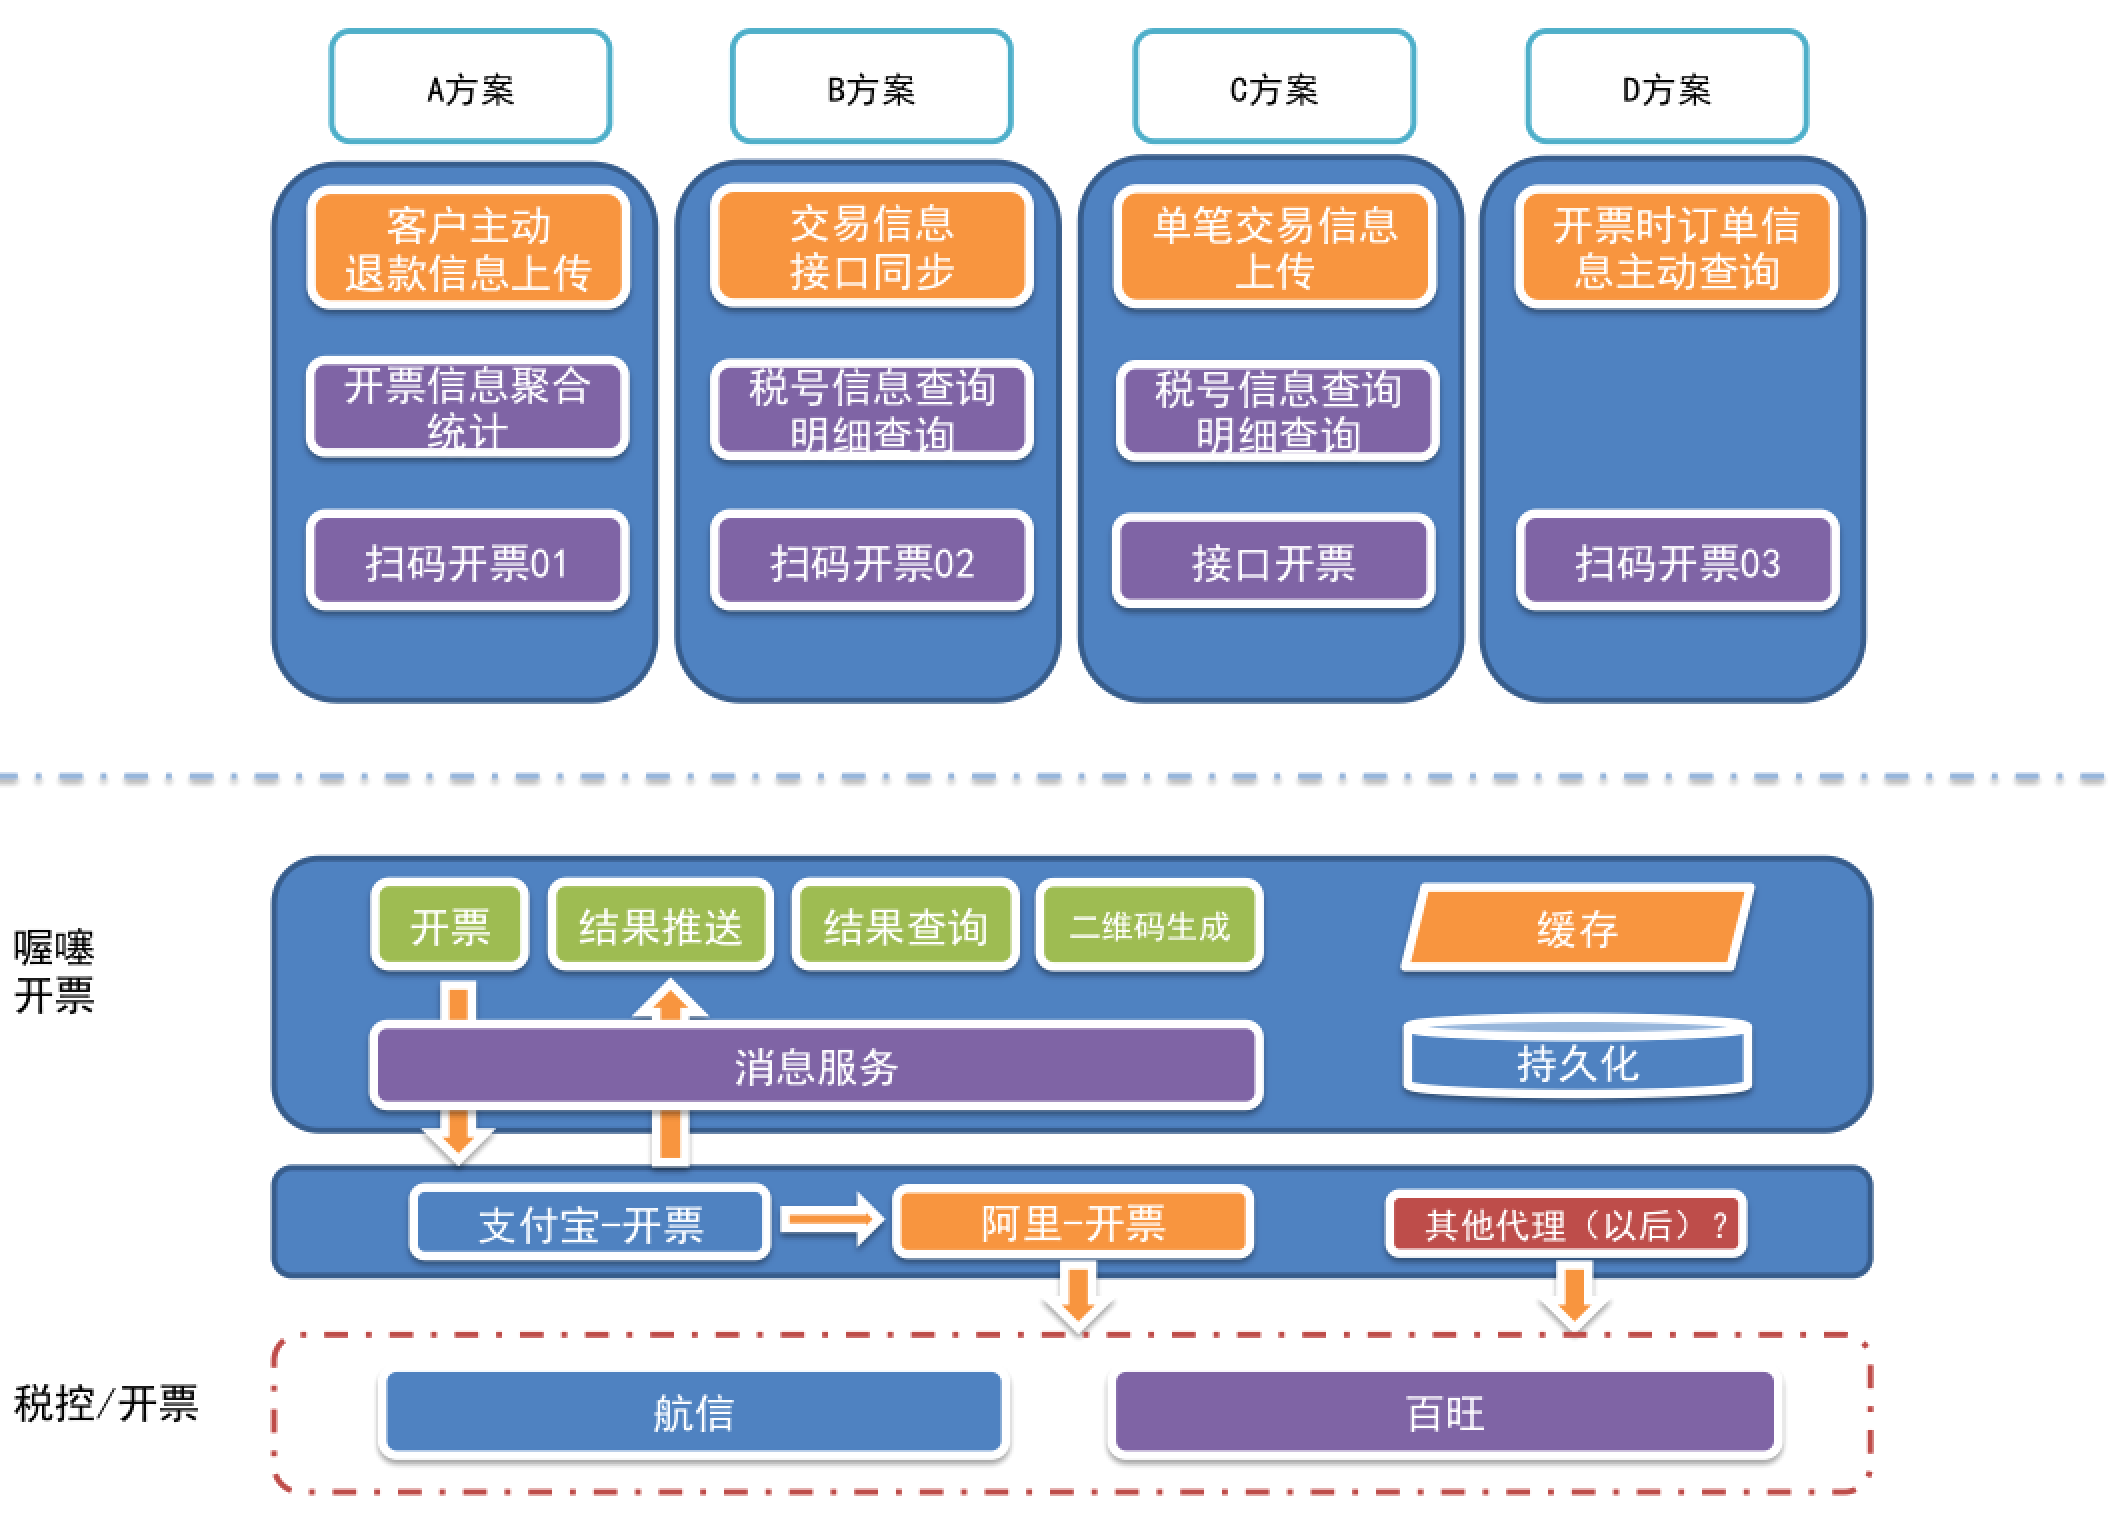 A方案
B方案
C方案
D方案
客户主动
退款信息上传
交易信息
接口同步
单笔交易信息
上传
开票时订单信
息主动查询
开票信息聚合
统计
税号信息查询
明细查询
税号信息查询
明细查询
扫码开票01
扫码开票02
接口开票
扫码开票03
喔噻
开票
开票
结果推送
结果查询
二维码生成
缓存
消息服务
持久化
支付宝-开票
阿里-开票
其他代理（以后）？
税控/开票
航信
百旺